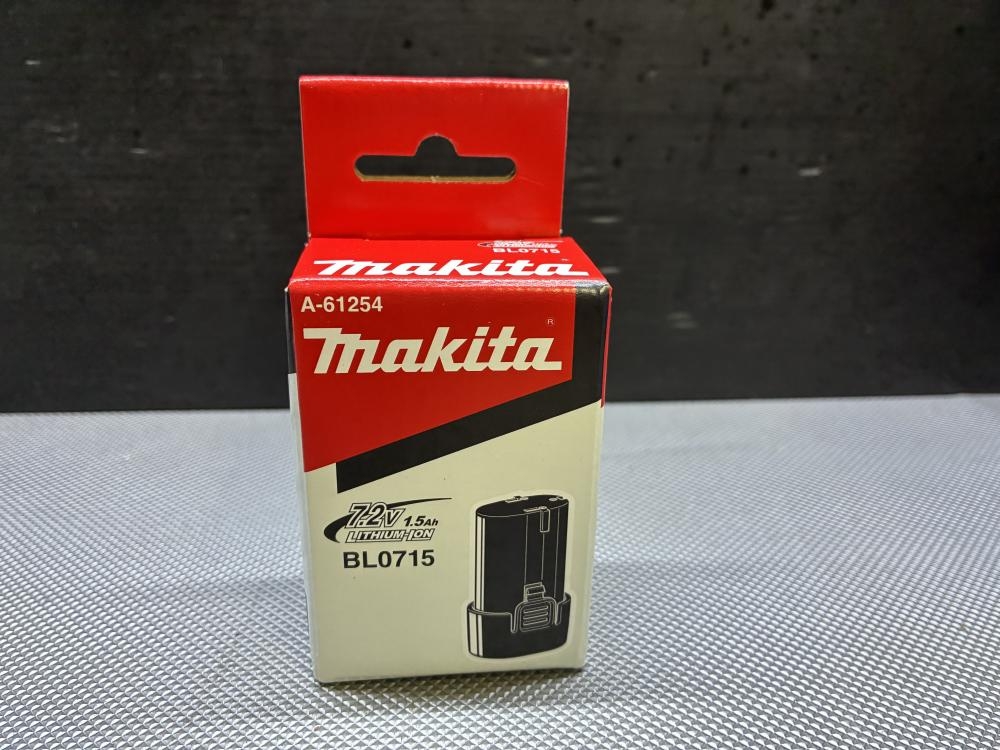 BL0715
makita
A-61254
makita®
7.2V 1.5Ah
LITHIUM-ION
BL0715